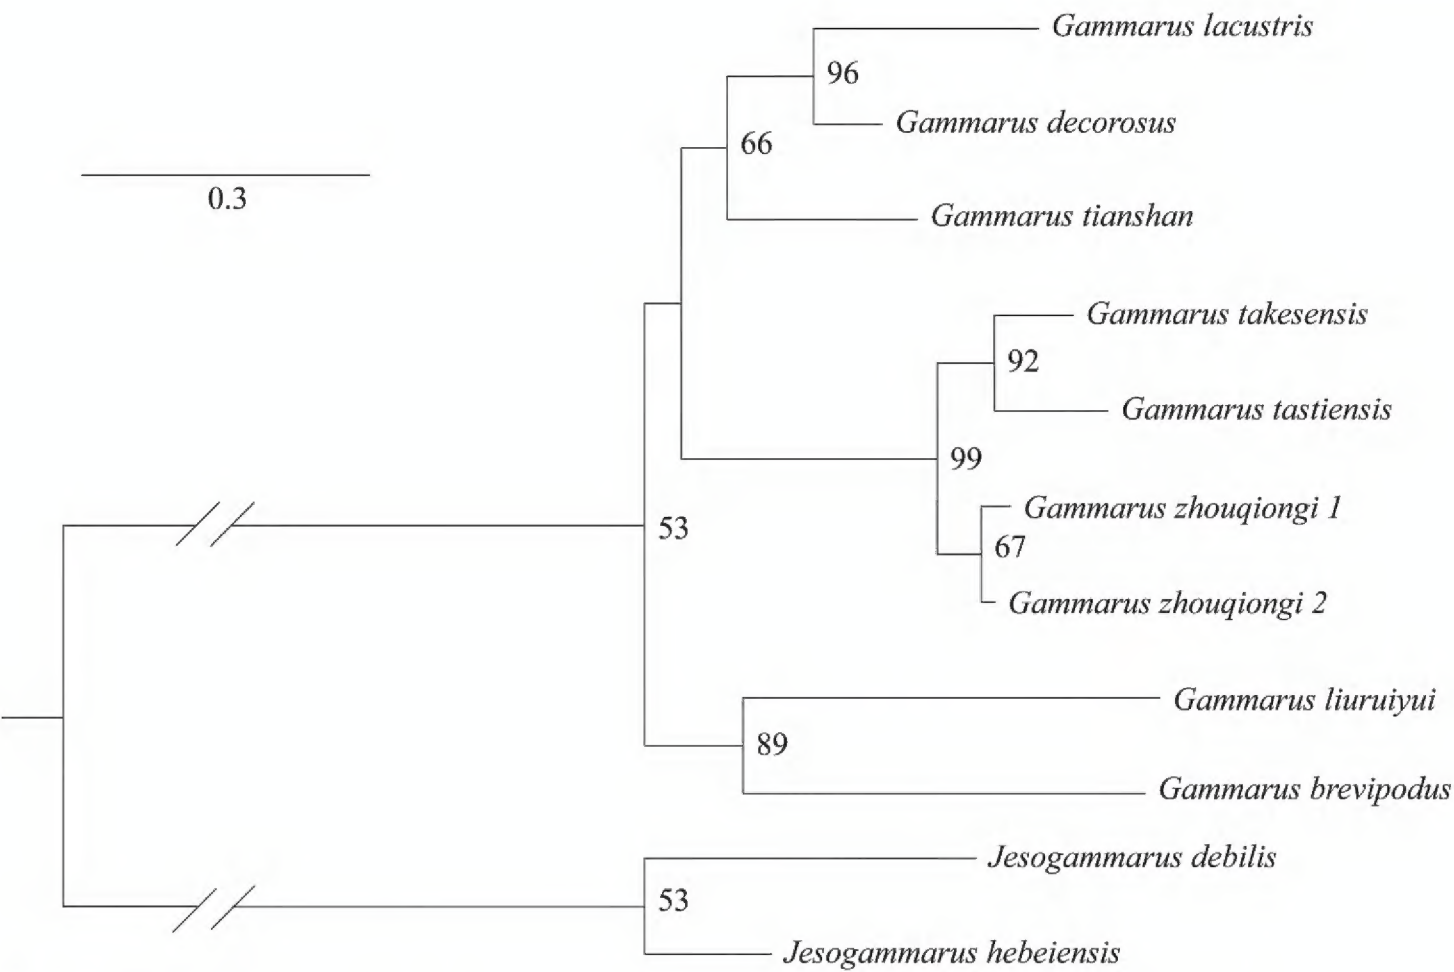 Gammarus lacustris
96
Gammarus decorosus
66
0.3
Gammarus tianshan
Gammarus takesensis
92
Gammarus tastiensis
99
Gammarus zhouqiongi 1
53
67
Gammarus zhouqiongi 2
Gammarus liuruiyui
89
Gammarus brevipodus
Jesogammarus debilis
53
Jesogammarus hebeiensis